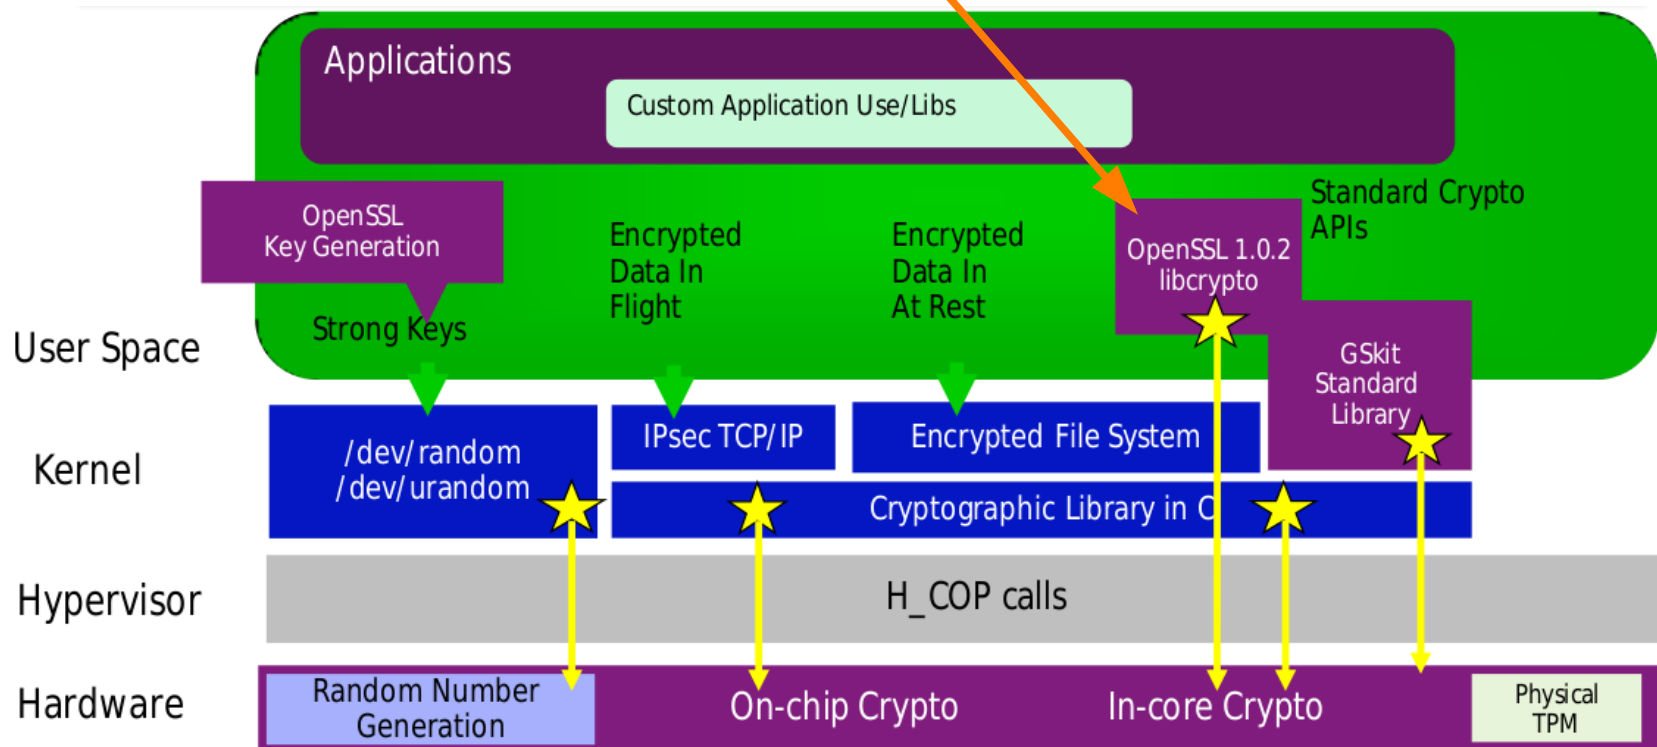 Applications
Custom Application Use/Libs
OpenSSL
Key Generation
Strong Keys
Encrypted
Data In
Flight
Encrypted
Data In
At Rest
OpenSSL 1.0.2
libcrypto
Standard Crypto
APIs
GSkit
Standard
Library
User Space
Kernel
/dev/random
/dev/urandom
IPsec TCP/IP
Encrypted File System
Cryptographic Library in C
Hypervisor
H_COP calls
Hardware
Random Number
Generation
On-chip Crypto
In-core Crypto
Physical
TPM